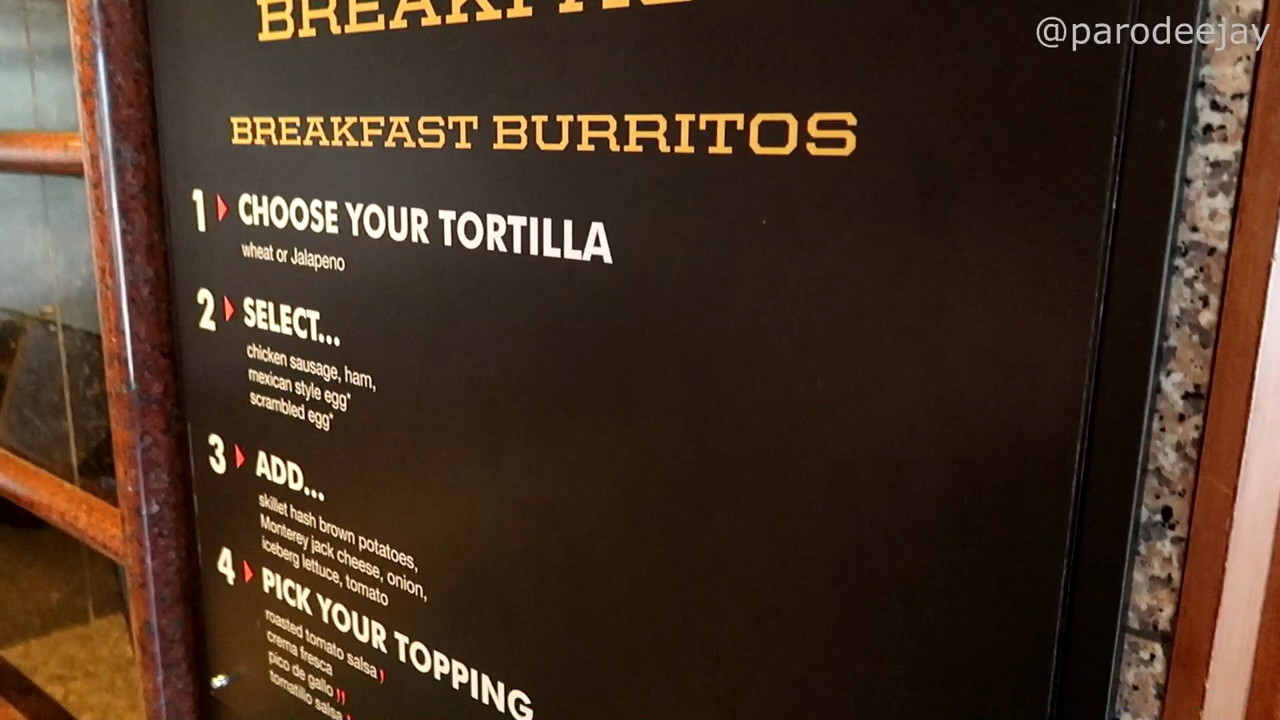 @parodeejay
BREAKFAST BURRITOS
1 CHOOSE YOUR TORTILLA
wheat or Jalapeno
2 SELECT...
chicken sausage, ham,
mexican style egg*
scrambled egg*
3 ADD...
skillet hash brown potatoes,
Monterey jack cheese, onion,
iceberg lettuce, tomato
4 PICK YOUR TOPPING
roasted tomato salsa
crema fresca
pico de gallo
tomatillo salsa